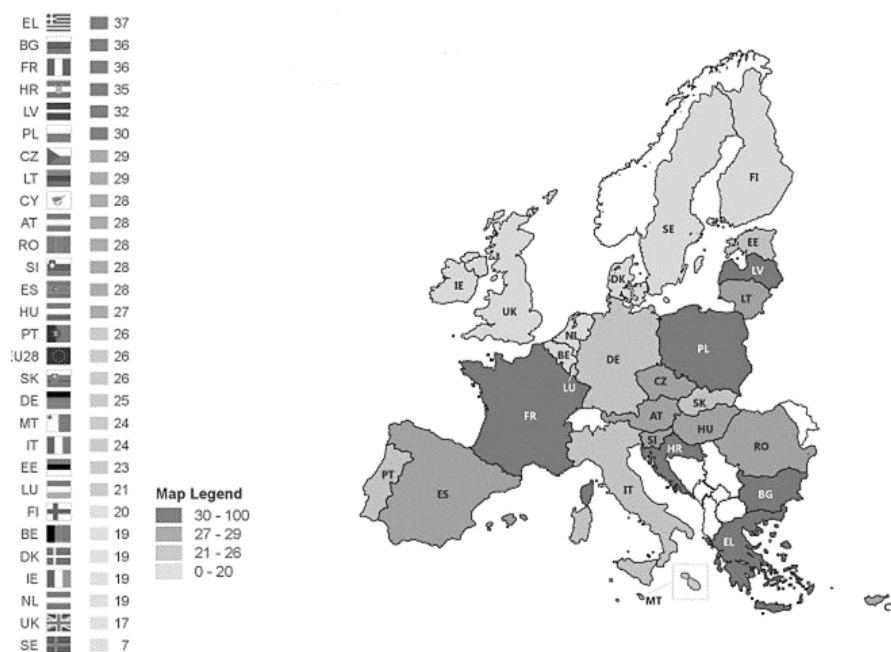 EL 37
BG 36
FR 36
HR 35
LV 32
PL 30
CZ 29
LT 29
CY 28
AT 28
RO 28
SI 28
ES 28
HU 27
PT 26
EU28 26
SK 26
DE 25
MT 24
IT 24
EE 23
LU 21
FI 20
BE 19
DK 19
IE 19
NL 19
UK 17
SE 7
Map Legend
30 - 100
27 - 29
21 - 26
0 - 20
FI
SE
EE
LV
DK
LT
IE
UK
NL
BE
DE
PL
LU
CZ
SK
FR
AT
HU
SI
HR
RO
PT
ES
IT
BG
EL
MT
C